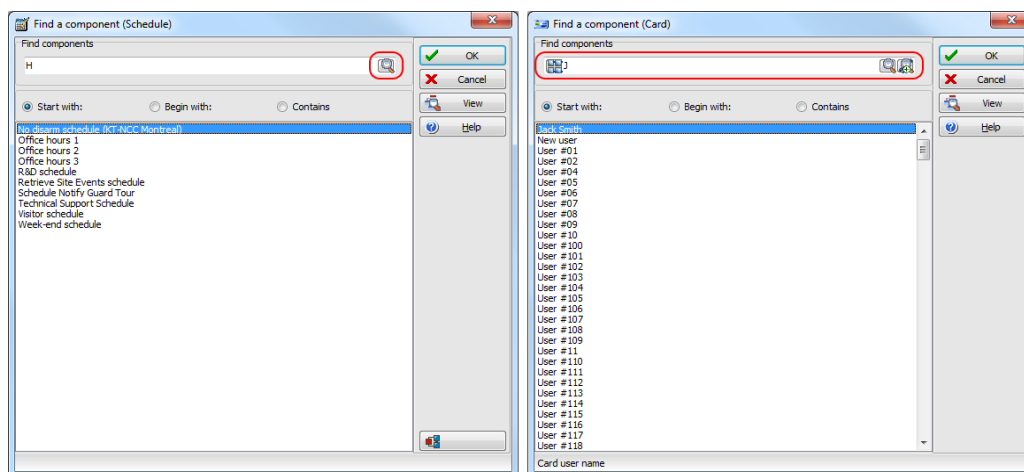 Find a component (Schedule)
Find components
H
OK
Cancel
Start with:
Begin with:
Contains
View
Help
No disarm schedule (KT-NCC Montreal)
Office hours 1
Office hours 2
Office hours 3
R&D schedule
Retrieve Site Events schedule
Schedule Notify Guard Tour
Technical Support Schedule
Visitor schedule
Week-end schedule
Find a component (Card)
Find components
J
OK
Cancel
Start with:
Begin with:
Contains
View
Help
Jack Smith
New user
User #01
User #02
User #04
User #05
User #06
User #07
User #08
User #09
User #10
User #100
User #101
User #102
User #103
User #104
User #105
User #106
User #107
User #108
User #109
User #11
User #110
User #111
User #112
User #113
User #114
User #115
User #116
User #117
User #118
Card user name